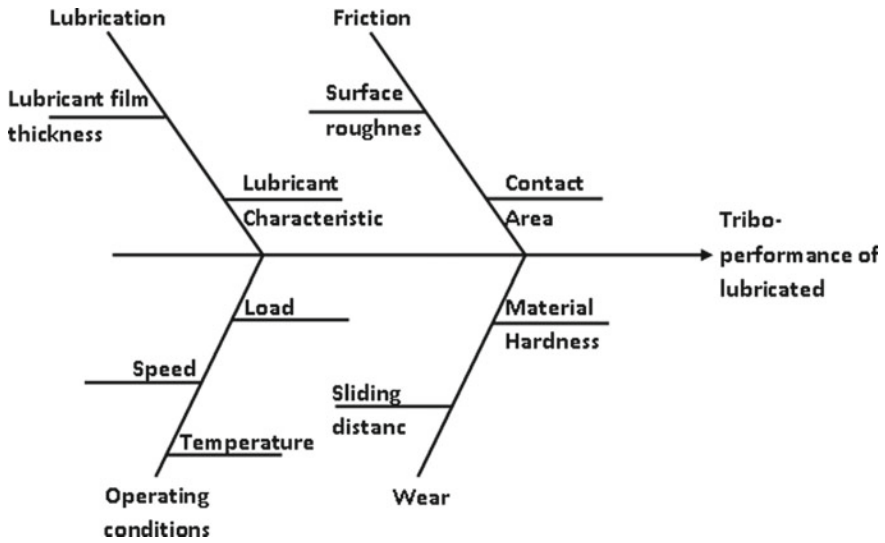 Lubrication
Friction
Lubricant film
thickness
Surface
roughnes
Lubricant
Characteristic
Contact
Area
Tribo-
performance of
lubricated
Load
Material
Hardness
Speed
Sliding
distanc
Temperature
Operating
conditions
Wear